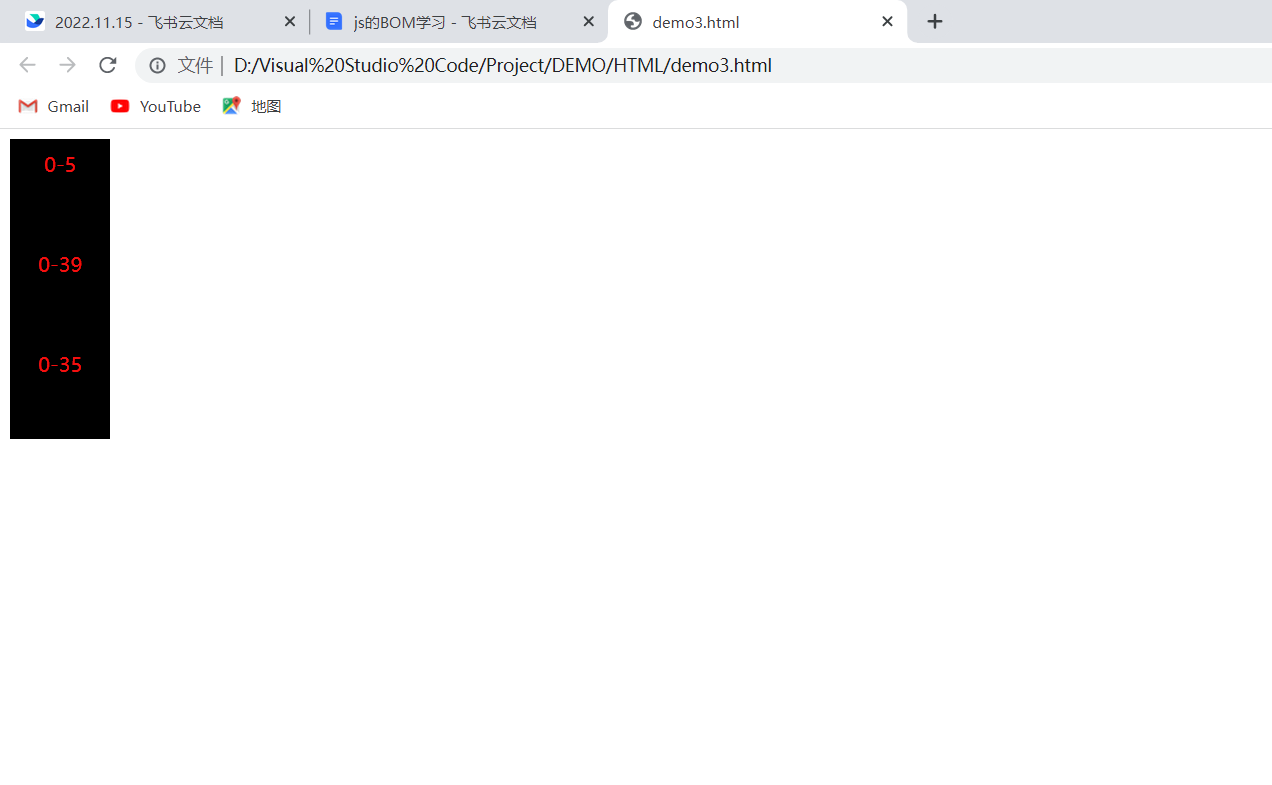 2022.11.15 - 飞书云文档
js的BOM学习 - 飞书云文档
demo3.html
文件 | D:/Visual%20Studio%20Code/Project/DEMO/HTML/demo3.html
Gmail
YouTube
地图
0-5
0-39
0-35